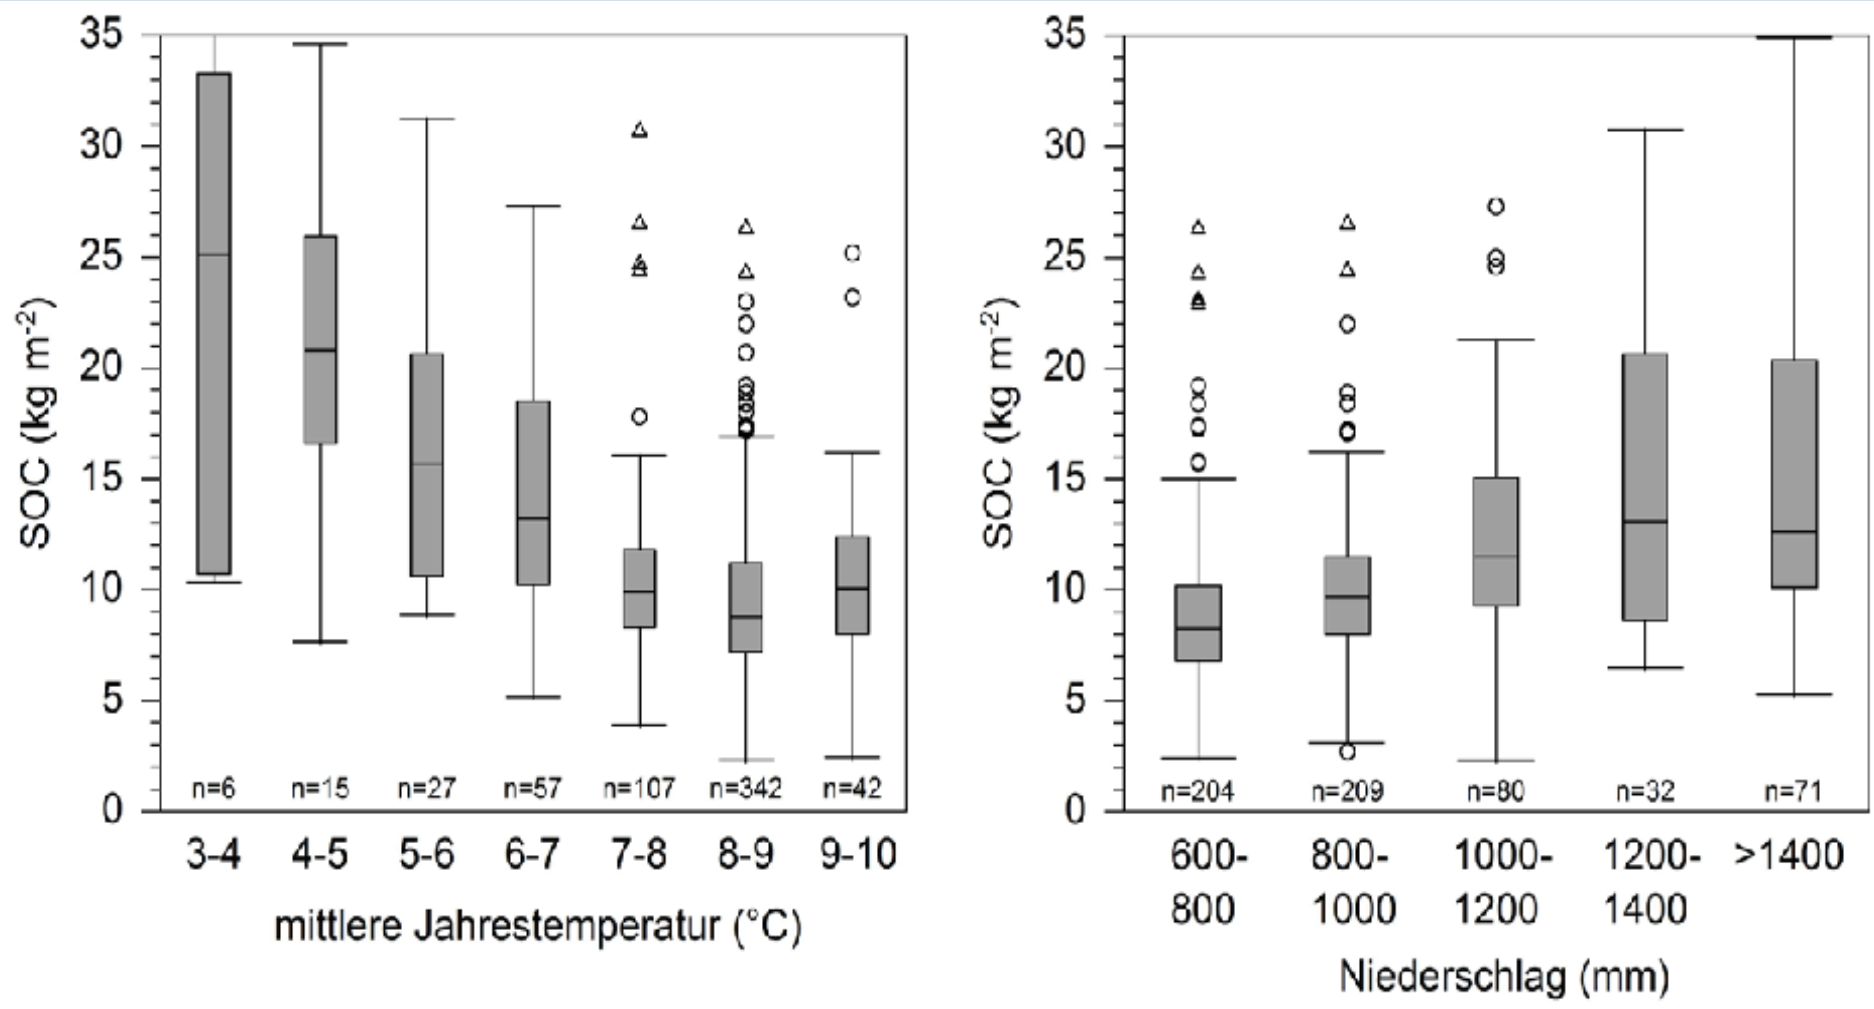 35
30
25
20
15
10
5
0
SOC (kg m⁻²)
n=6 n=15 n=27 n=57 n=107 n=342 n=42
3-4 4-5 5-6 6-7 7-8 8-9 9-10
mittlere Jahrestemperatur (°C)
35
30
25
20
15
10
5
0
SOC (kg m⁻²)
n=204 n=209 n=80 n=32 n=71
600- 800- 1000- 1200- >1400
800 1000 1200 1400
Niederschlag (mm)